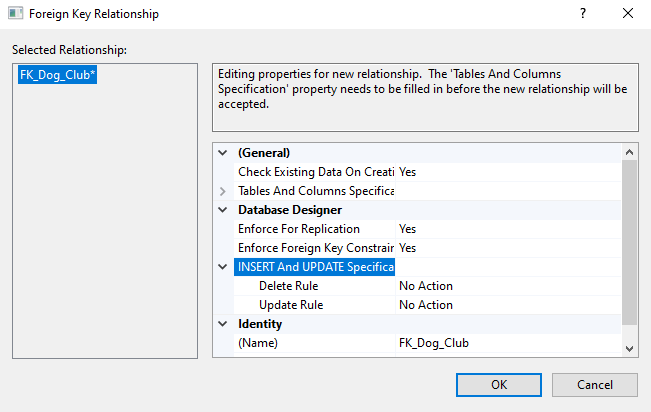 Foreign Key Relationship
Selected Relationship:
FK_Dog_Club*
Editing properties for new relationship. The 'Tables And Columns
Specification' property needs to be filled in before the new relationship will be
accepted.
(General)
Check Existing Data On Creati Yes
Tables And Columns Specifica
Database Designer
Enforce For Replication Yes
Enforce Foreign Key Constrain Yes
INSERT And UPDATE Specifica
Delete Rule No Action
Update Rule No Action
Identity
(Name) FK_Dog_Club
OK Cancel